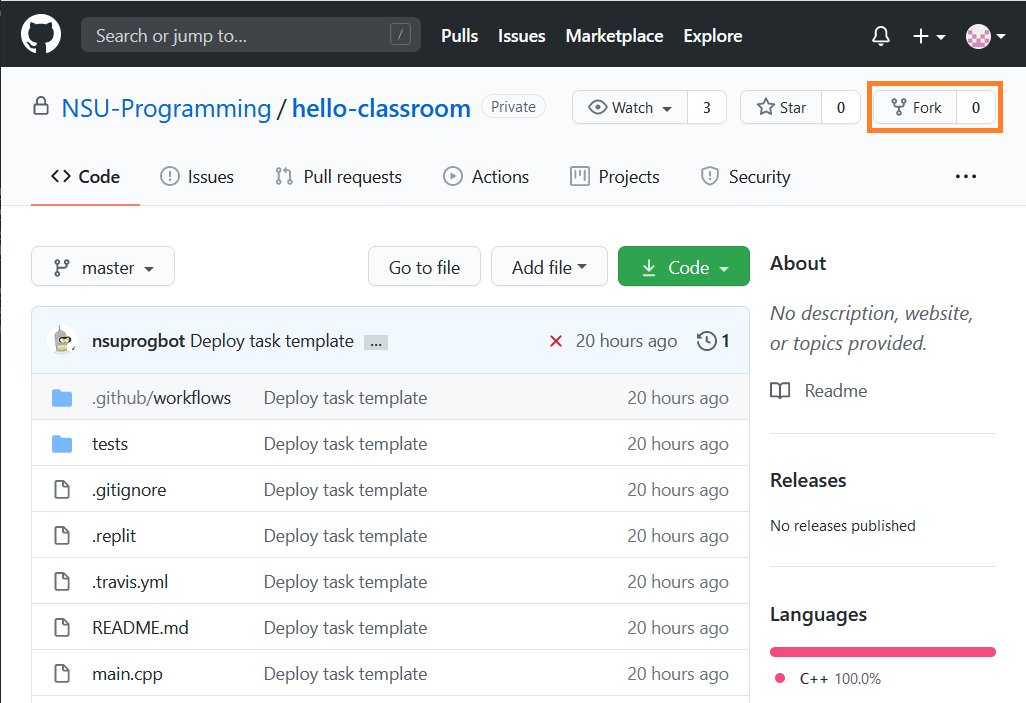 Search or jump to... / Pulls Issues Marketplace Explore
NSU-Programming / hello-classroom Private Watch 3 Star 0 Fork 0
Code Issues Pull requests Actions Projects Security ...
master Go to file Add file Code
nsuprogbot Deploy task template ... 20 hours ago 1
.github/workflows Deploy task template 20 hours ago
tests Deploy task template 20 hours ago
.gitignore Deploy task template 20 hours ago
.replit Deploy task template 20 hours ago
.travis.yml Deploy task template 20 hours ago
README.md Deploy task template 20 hours ago
main.cpp Deploy task template 20 hours ago
About
No description, website,
or topics provided.
Readme
Releases
No releases published
Languages
C++ 100.0%